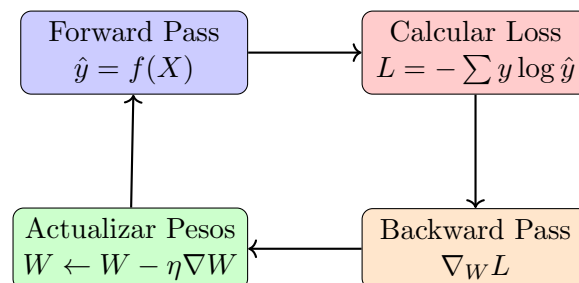 Forward Pass
ŷ = f(X)
Calcular Loss
L = − ∑ y log ŷ
Actualizar Pesos
W ← W − η∇W
Backward Pass
∇_W L